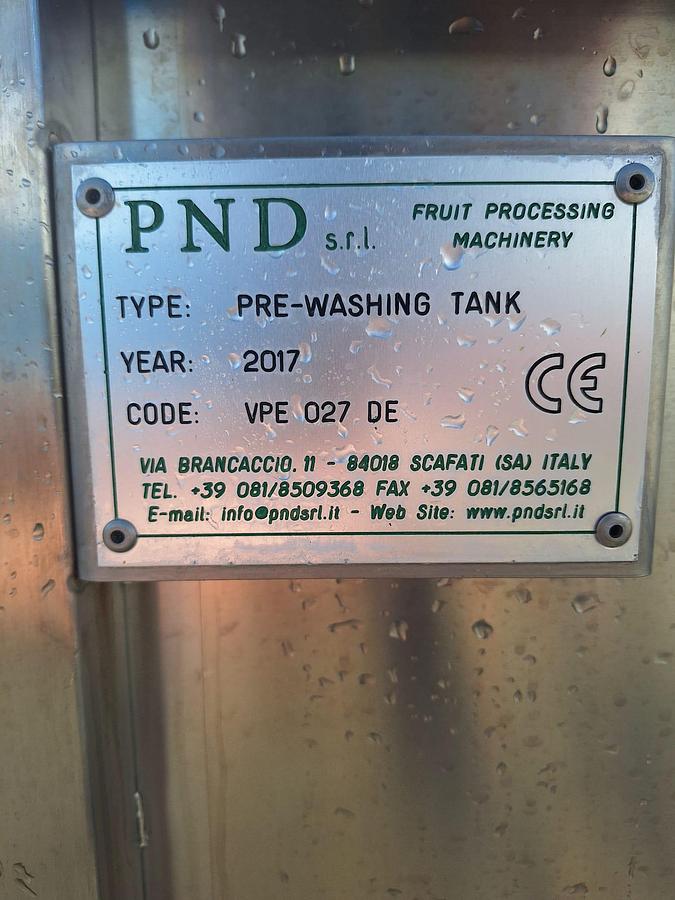 PND s.r.l. FRUIT PROCESSING
MACHINERY
TYPE: PRE-WASHING TANK
YEAR: 2017
CE
CODE: VPE 027 DE
VIA BRANCACCIO, 11 - 84018 SCAFATI (SA) ITALY
TEL. +39 081/8509368 FAX +39 081/8565168
E-mail: info@pndsrl.it - Web Site: www.pndsrl.it